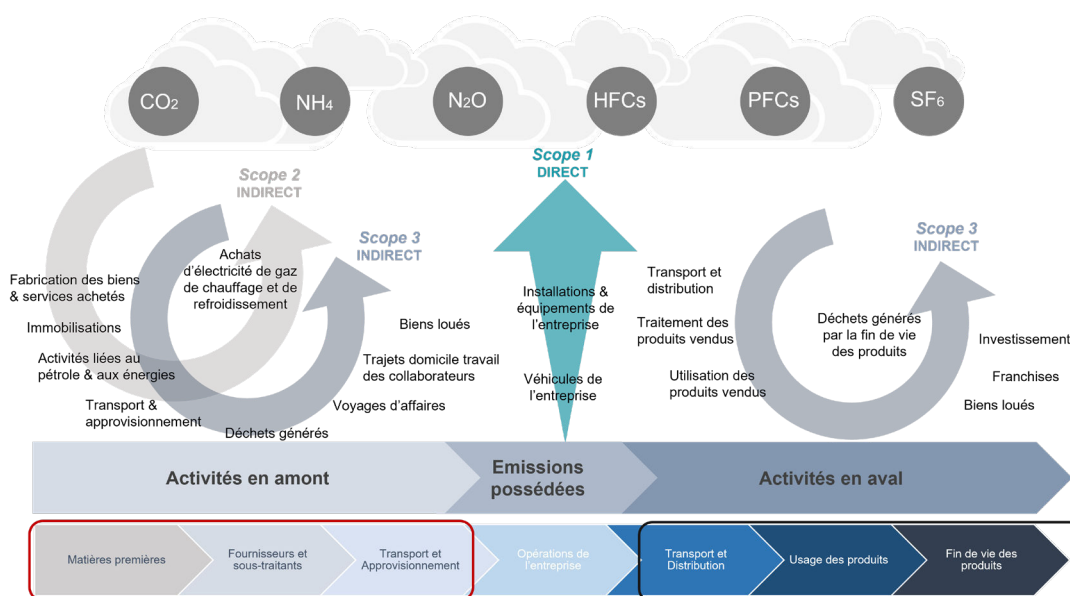 CO2
NH4
N2O
HFCs
PFCs
SF6
Scope 2
INDIRECT
Scope 1
DIRECT
Scope 3
INDIRECT
Scope 3
INDIRECT
Fabrication des biens
& services achetés
Immobilisations
Activités liées au
pétrole & aux énergies
Transport &
approvisionnement
Déchets générés
Achats
d'électricité de gaz
de chauffage et de
refroidissement
Biens loués
Trajets domicile travail
des collaborateurs
Voyages d'affaires
Installations &
équipements de
l'entreprise
Véhicules de
l'entreprise
Transport et
distribution
Traitement des
produits vendus
Utilisation des
produits vendus
Déchets générés
par la fin de vie
des produits
Investissement
Franchises
Biens loués
Activités en amont
Emissions
possédées
Activités en aval
Matières premières
Fournisseurs et
sous-traitants
Transport et
Approvisionnement
Opérations de
l'entreprise
Transport et
Distribution
Usage des produits
Fin de vie des
produits